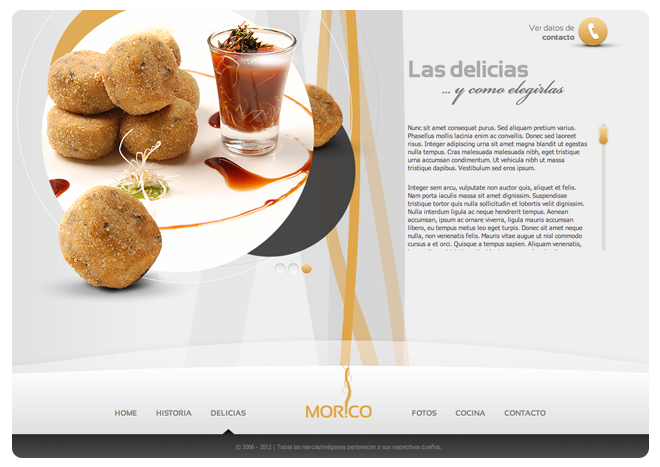 Ver datos de
contacto
Las delicias
... y como elegirlas
Nunc sit amet consequat purus. Sed aliquam pretium varius.
Phasellus mollis lacinia enim ac convallis. Donec sed laoreet
risus. Integer adipiscing urna sit amet magna blandit ut egestas
nulla. Cras malesuada malesuada nibh, eget tristique
urna accumsan condimentum. Ut vehicula nibh ut massa
tristique dapibus. Vestibulum sed eros ipsum.
Integer sem arcu, vulputate non auctor quis, aliquet et felis.
Nam porta iaculis massa sit amet dignissim. Suspendisse
tristique tortor quis nulla sollicitudin et lobortis velit dignissim.
Nulla interdum ligula ac neque hendrerit tempus. Aenean
accumsan, ipsum ac ornare viverra, ligula mauris accumsan
libero, eu tempus metus leo eget turpis. Donec sit amet neque
nulla, non venenatis felis. Mauris vitae augue ut nisl commodo
cursus a et orci. Quisque a tempus sapien. Aliquam venenatis,
HOME HISTORIA DELICIAS MORICO FOTOS COCINA CONTACTO
© 2006 - 2012 | Todas las marcas/imágenes pertenecen a sus respectivos dueños.